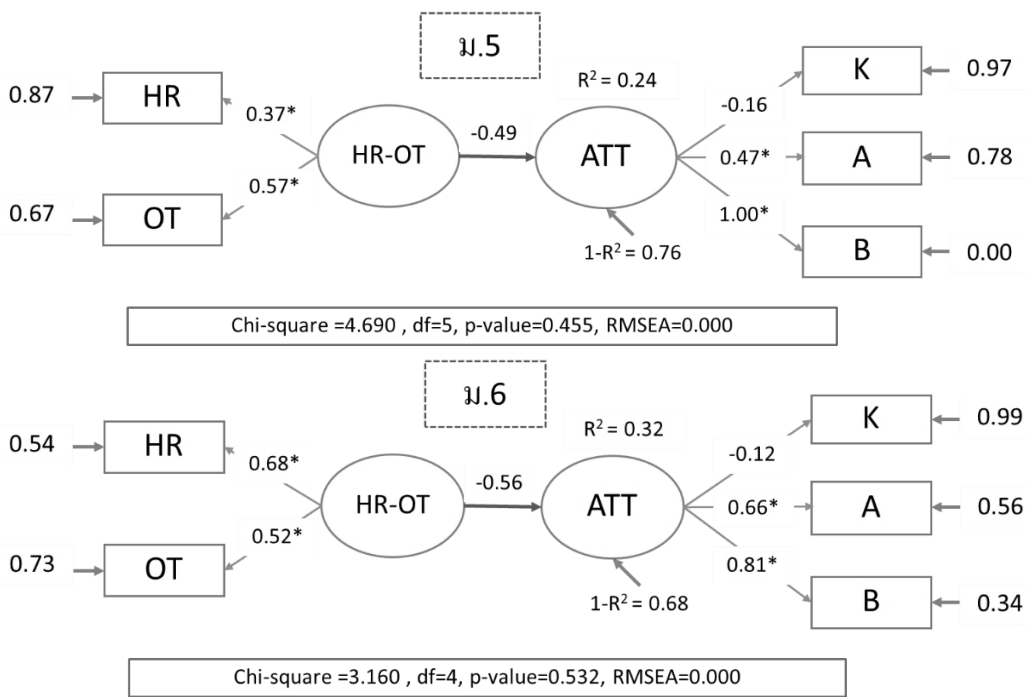 ม.5
R² = 0.24
0.87
HR
0.37*
HR-OT
-0.49
ATT
-0.16
K
0.97
0.47*
A
0.78
0.67
OT
0.57*
1-R² = 0.76
1.00*
B
0.00
Chi-square =4.690 , df=5, p-value=0.455, RMSEA=0.000
ม.6
R² = 0.32
0.54
HR
0.68*
HR-OT
-0.56
ATT
-0.12
K
0.99
0.66*
A
0.56
0.73
OT
0.52*
1-R² = 0.68
0.81*
B
0.34
Chi-square =3.160 , df=4, p-value=0.532, RMSEA=0.000